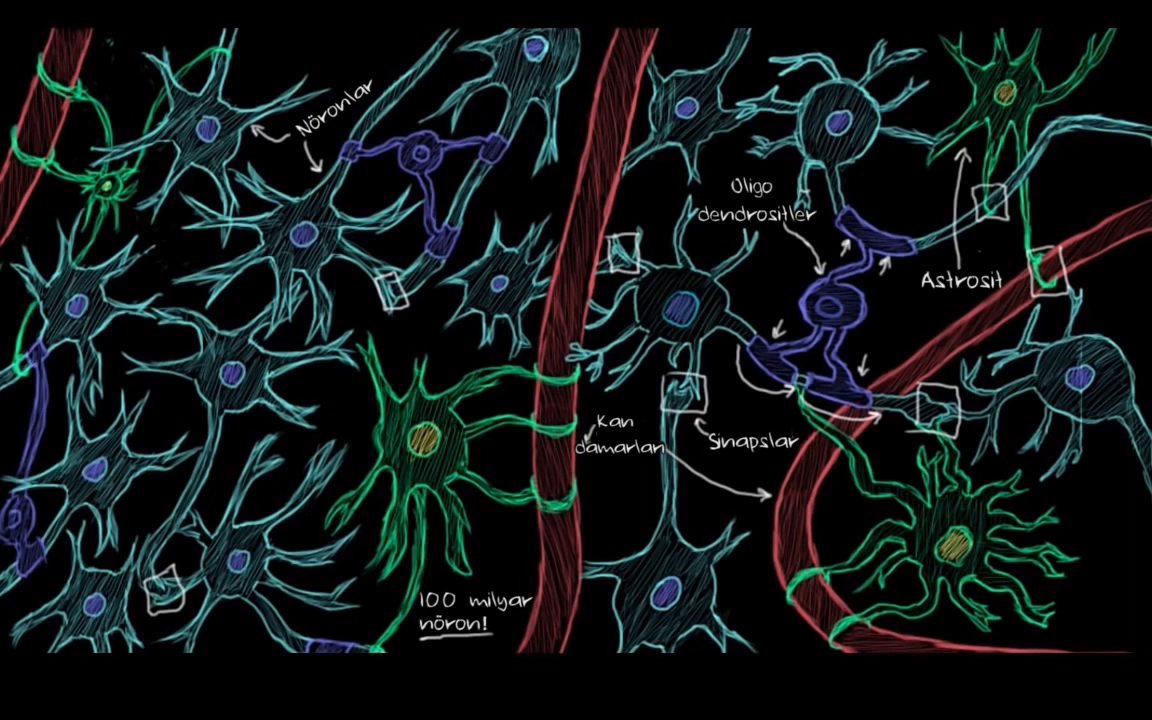 Nöronlar
Oligo
dendrositler
Astrosit
Kan
damarları
Sinapslar
100 milyar
nöron!